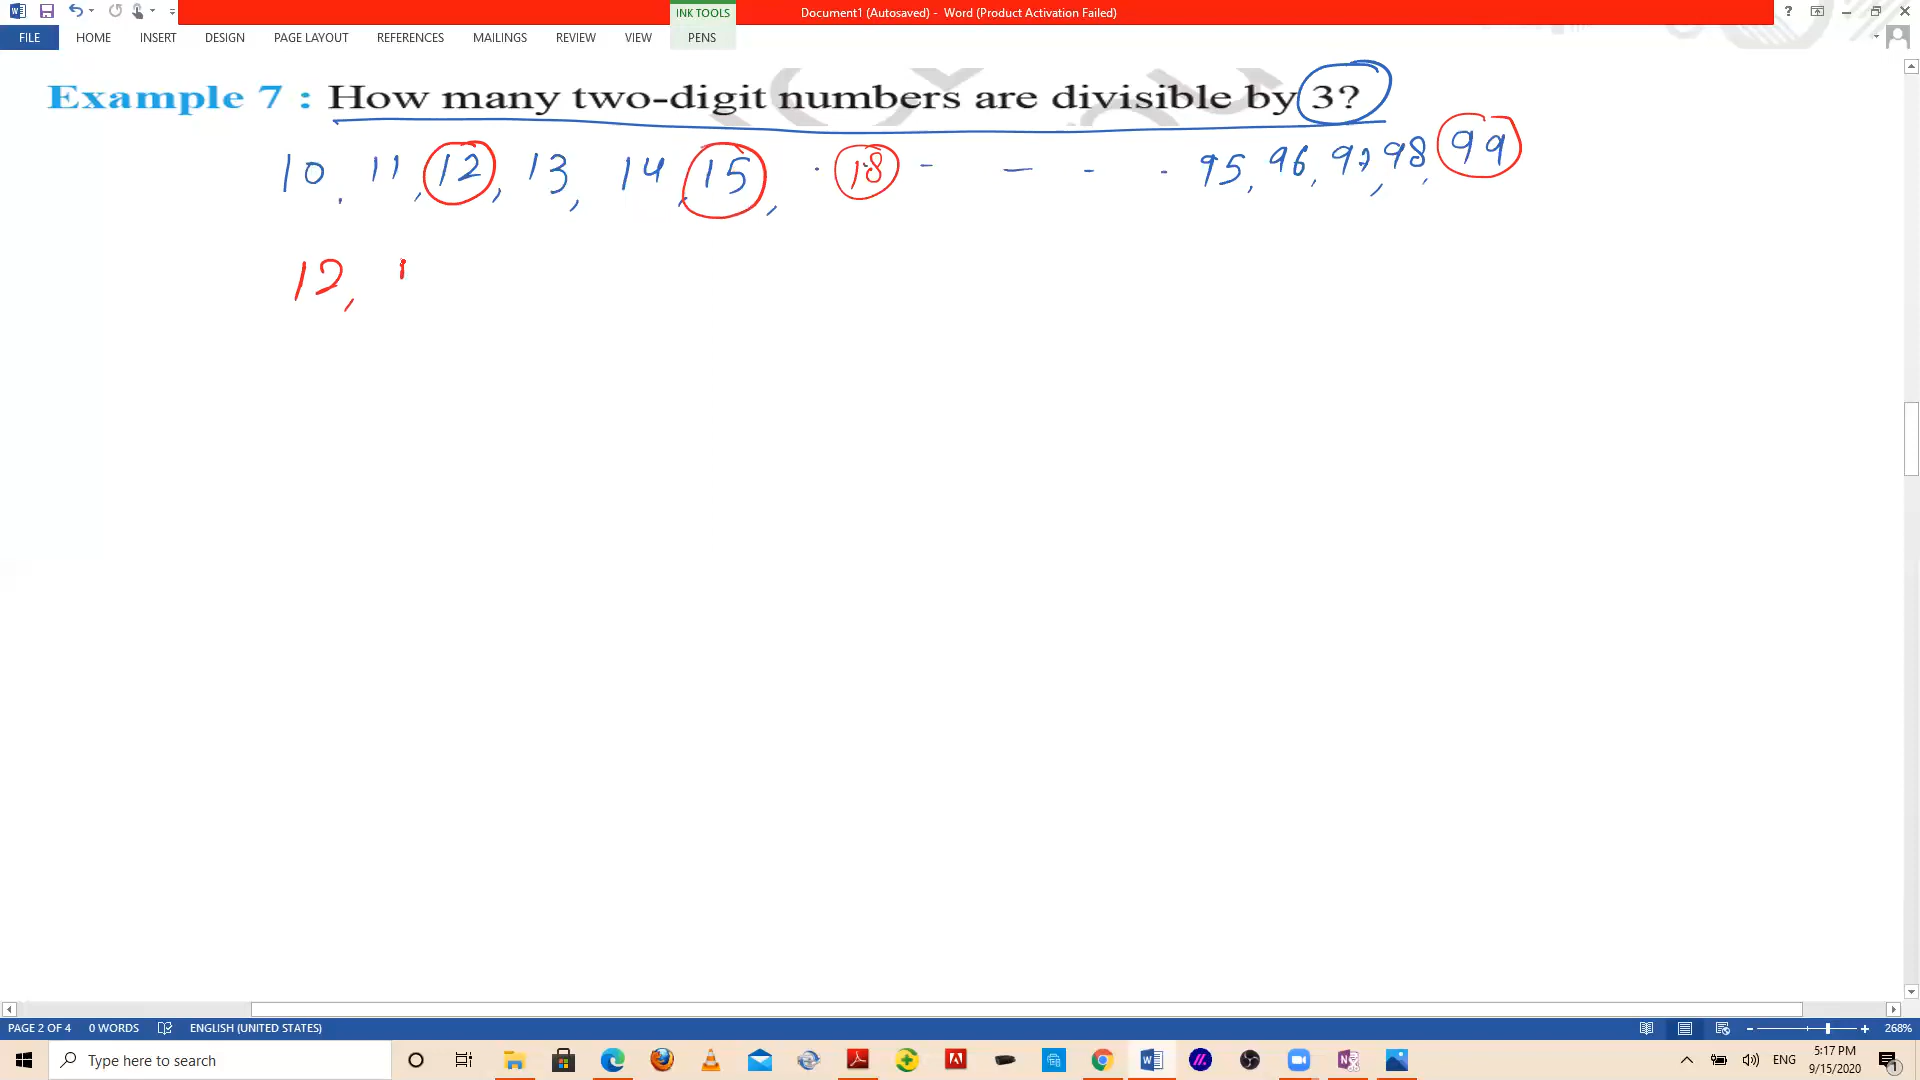 INK TOOLS
Document1 (Autosaved) - Word (Product Activation Failed)
FILE HOME INSERT DESIGN PAGE LAYOUT REFERENCES MAILINGS REVIEW VIEW PENS
Example 7 : How many two-digit numbers are divisible by 3?
10, 11, 12, 13, 14, 15, . 18 - - - . 95, 96, 97, 98, 99
12, 1
PAGE 2 OF 4 0 WORDS ENGLISH (UNITED STATES) 268%
Type here to search
ENG
5:17 PM
9/15/2020